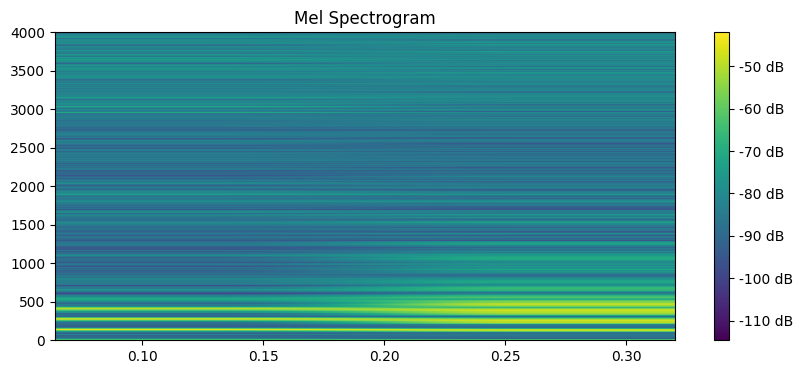 Mel Spectrogram
4000
3500
3000
2500
2000
1500
1000
500
0
0.10 0.15 0.20 0.25 0.30
-50 dB
-60 dB
-70 dB
-80 dB
-90 dB
-100 dB
-110 dB